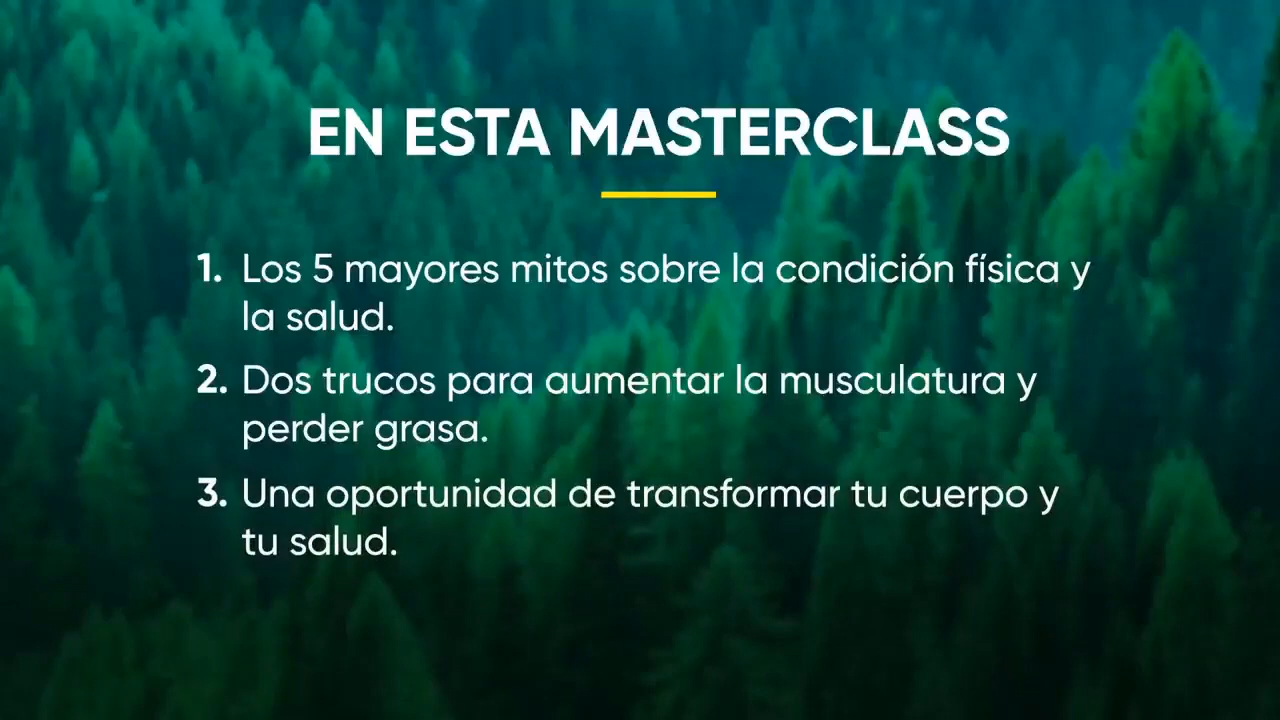 EN ESTA MASTERCLASS
1. Los 5 mayores mitos sobre la condición física y
la salud.
2. Dos trucos para aumentar la musculatura y
perder grasa.
3. Una oportunidad de transformar tu cuerpo y
tu salud.